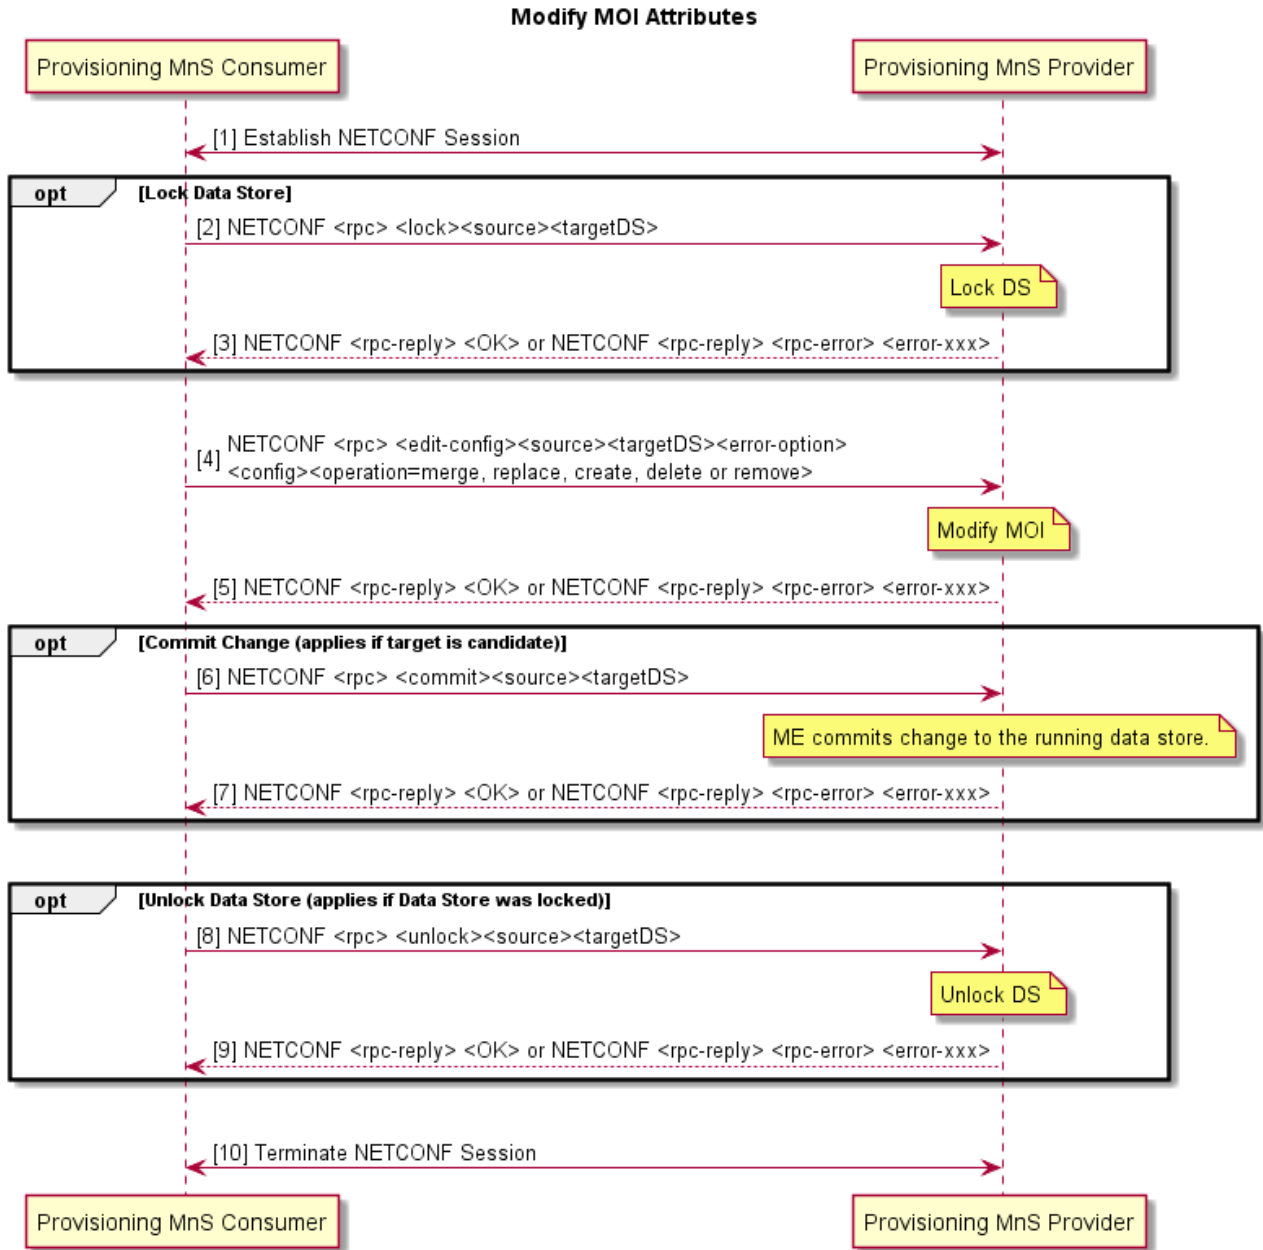 Modify MOI Attributes
Provisioning MnS Consumer
Provisioning MnS Provider
[1] Establish NETCONF Session
opt
[Lock Data Store]
[2] NETCONF <rpc> <lock><source><targetDS>
Lock DS
[3] NETCONF <rpc-reply> <OK> or NETCONF <rpc-reply> <rpc-error> <error-xxx>
[4] NETCONF <rpc> <edit-config><source><targetDS><error-option>
<config><operation=merge, replace, create, delete or remove>
Modify MOI
[5] NETCONF <rpc-reply> <OK> or NETCONF <rpc-reply> <rpc-error> <error-xxx>
opt
[Commit Change (applies if target is candidate)]
[6] NETCONF <rpc> <commit><source><targetDS>
ME commits change to the running data store.
[7] NETCONF <rpc-reply> <OK> or NETCONF <rpc-reply> <rpc-error> <error-xxx>
opt
[Unlock Data Store (applies if Data Store was locked)]
[8] NETCONF <rpc> <unlock><source><targetDS>
Unlock DS
[9] NETCONF <rpc-reply> <OK> or NETCONF <rpc-reply> <rpc-error> <error-xxx>
[10] Terminate NETCONF Session
Provisioning MnS Consumer
Provisioning MnS Provider